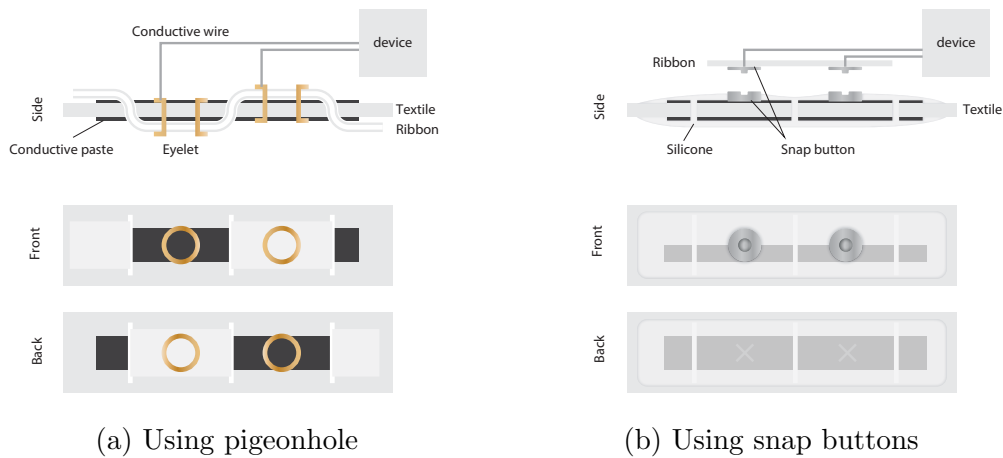 Conductive wire
device
Side
Textile
Ribbon
Conductive paste
Eyelet
Front
Back
(a) Using pigeonhole
device
Ribbon
Side
Textile
Silicone
Snap button
Front
Back
(b) Using snap buttons